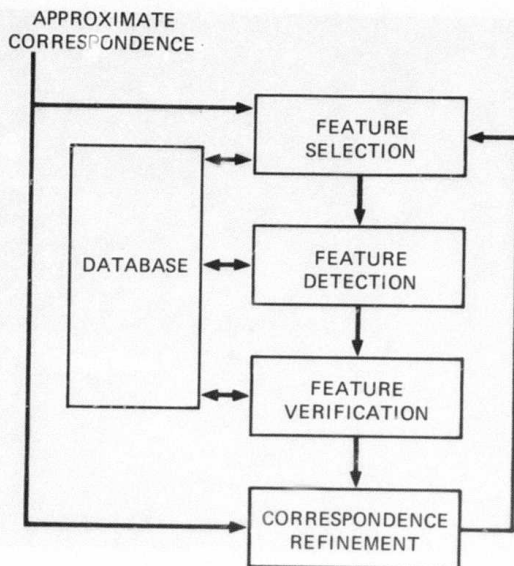 APPROXIMATE
CORRESPONDENCE
FEATURE
SELECTION
DATABASE
FEATURE
DETECTION
FEATURE
VERIFICATION
CORRESPONDENCE
REFINEMENT